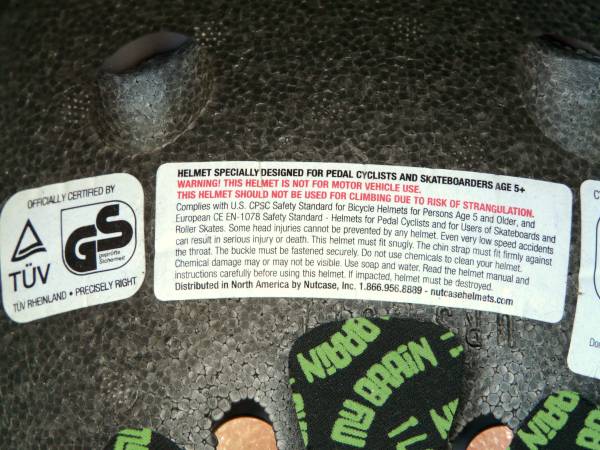 OFFICIALLY CERTIFIED BY
TÜV
GS
geprüfte
Sicherheit
TÜV RHEINLAND • PRECISELY RIGHT
HELMET SPECIALLY DESIGNED FOR PEDAL CYCLISTS AND SKATEBOARDERS AGE 5+
WARNING! THIS HELMET IS NOT FOR MOTOR VEHICLE USE.
THIS HELMET SHOULD NOT BE USED FOR CLIMBING DUE TO RISK OF STRANGULATION.
Complies with U.S. CPSC Safety Standard for Bicycle Helmets for Persons Age 5 and Older, and
European CE EN-1078 Safety Standard - Helmets for Pedal Cyclists and for Users of Skateboards and
Roller Skates. Some head injuries cannot be prevented by any helmet. Even very low speed accidents
can result in serious injury or death. This helmet must fit snugly. The chin strap must fit firmly against
the throat. The buckle must be fastened securely. Do not use chemicals to clean your helmet.
Chemical damage may or may not be visible. Use soap and water. Read the helmet manual and
instructions carefully before using this helmet. If impacted, helmet must be destroyed.
Distributed in North America by Nutcase, Inc. 1.866.956.8889 - nutcasehelmets.com
BRAIN
MY BRAIN
I